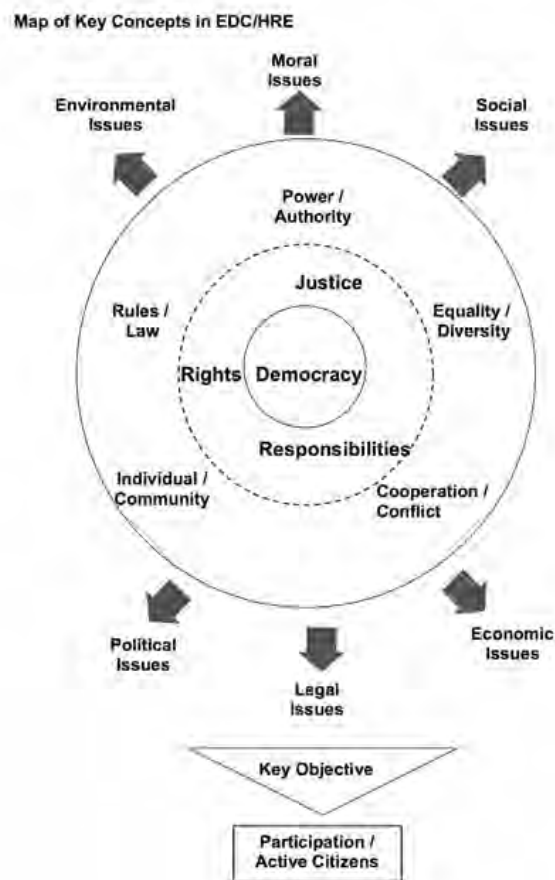 Map of Key Concepts in EDC/HRE
Moral
Issues
Environmental
Issues
Social
Issues
Power /
Authority
Justice
Rules /
Law
Equality /
Diversity
Rights
Democracy
Responsibilities
Individual /
Community
Cooperation /
Conflict
Political
Issues
Economic
Issues
Legal
Issues
Key Objective
Participation /
Active Citizens